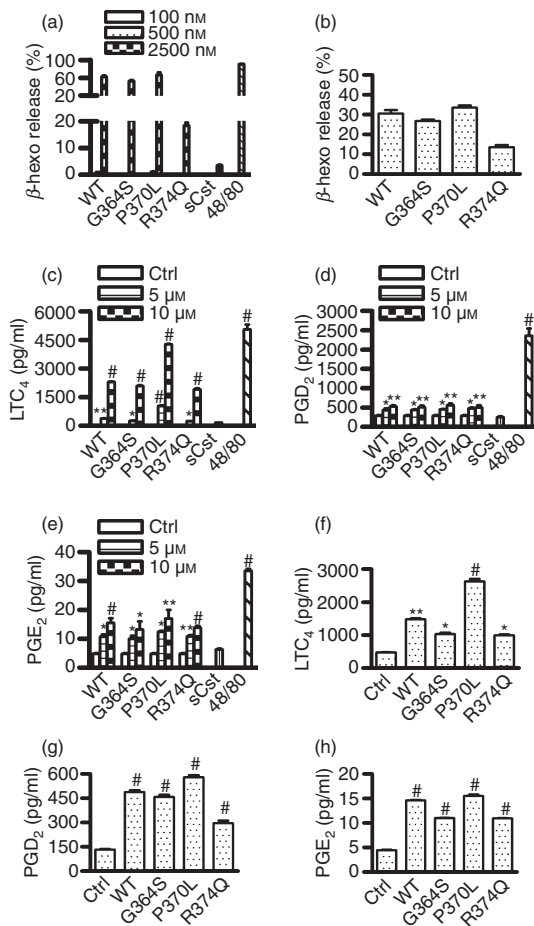 (a)
100 nM
500 nM
2500 nM
β-hexo release (%)
100
60
20
20
10
0
WT
G364S
P370L
R374Q
sCst
48/80
(b)
β-hexo release (%)
50
40
30
20
10
0
WT
G364S
P370L
R374Q
(c)
Ctrl
5 μM
10 μM
LTC4 (pg/ml)
6000
4500
3000
1500
0
** #
* #
# #
* #
#
WT
G364S
P370L
R374Q
sCst
48/80
(d)
Ctrl
5 μM
10 μM
PGD2 (pg/ml)
3000
2500
2000
1500
1000
500
0
* **
* **
* **
* **
#
WT
G364S
P370L
R374Q
sCst
48/80
(e)
Ctrl
5 μM
10 μM
PGE2 (pg/ml)
40
20
10
0
* #
* *
* **
** #
#
WT
G364S
P370L
R374Q
sCst
48/80
(f)
LTC4 (pg/ml)
3000
2000
1000
0
**
*
#
*
Ctrl
WT
G364S
P370L
R374Q
(g)
PGD2 (pg/ml)
600
450
300
150
0
#
#
#
#
Ctrl
WT
G364S
P370L
R374Q
(h)
PGE2 (pg/ml)
20
15
10
5
0
#
#
#
#
Ctrl
WT
G364S
P370L
R374Q